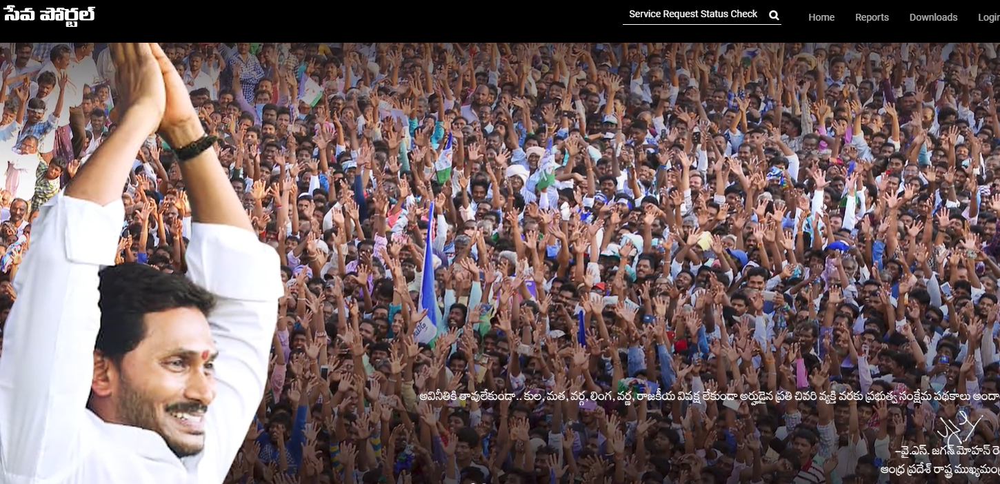 సేవ పోర్టల్
Service Request Status Check
Home Reports Downloads
అవినీతికి తావులేకుండా.. కుల, మత, వర్గ, లింగ, వర్ణ, రాజకీయ వివక్ష లేకుండా అర్హుడైన ప్రతి చివరి వ్యక్తి వరకు ప్రభుత్వ సంక్షేమ పథకాలు
–వై.ఎస్. జగన్ మోహన్
ఆంధ్ర ప్రదేశ్ రాష్ట్ర